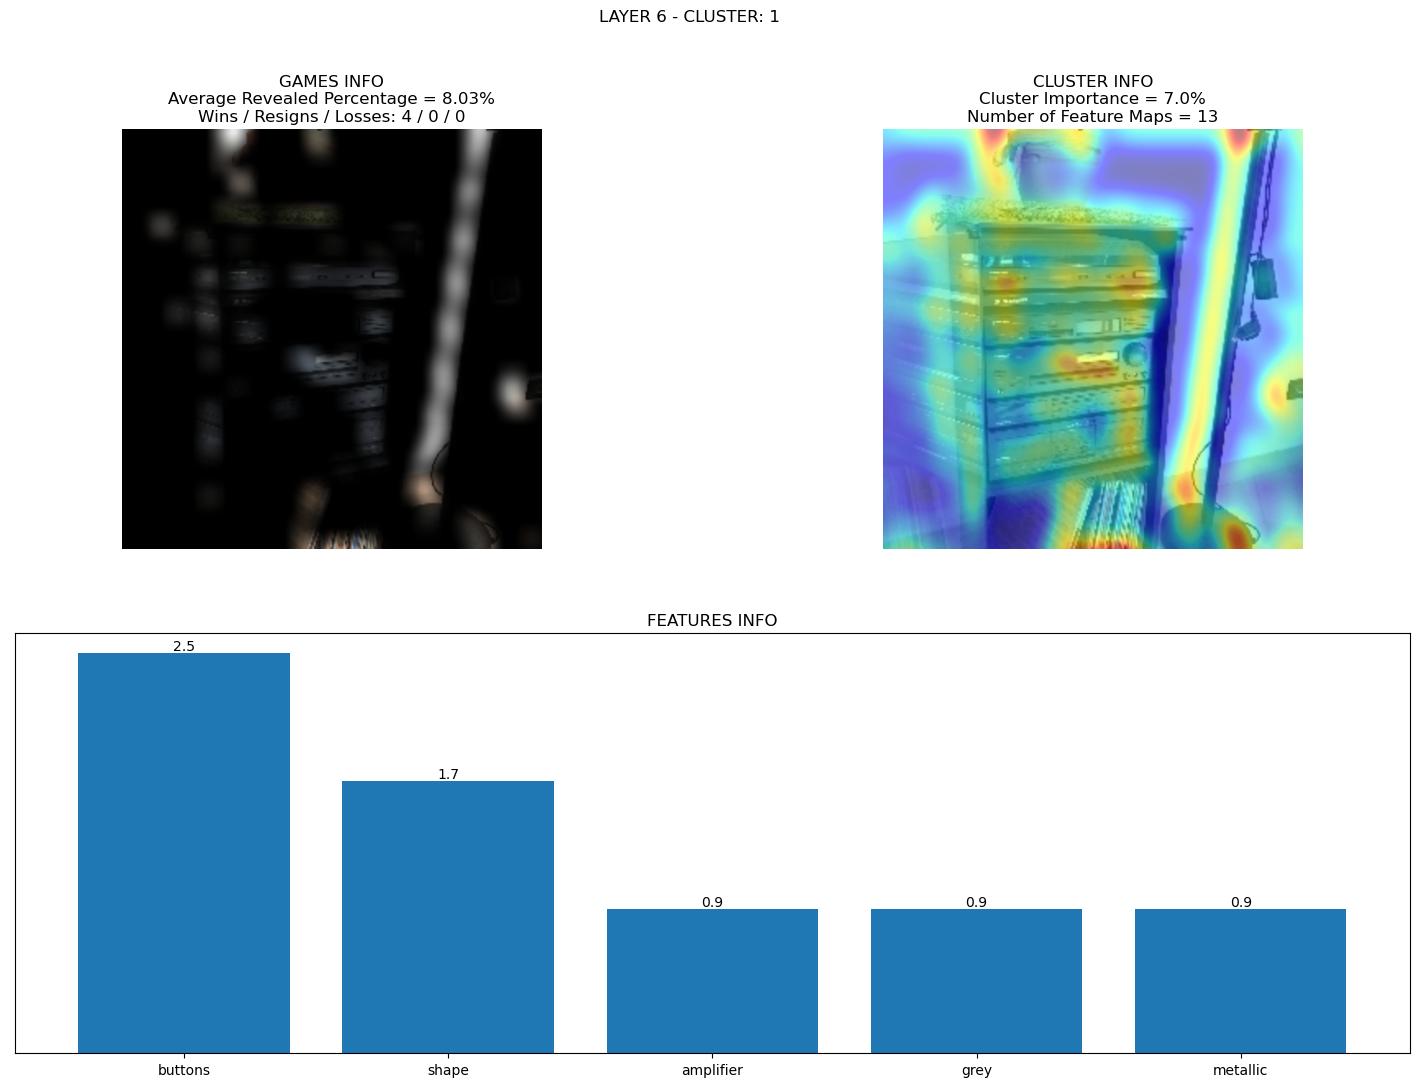 LAYER 6 - CLUSTER: 1
GAMES INFO
Average Revealed Percentage = 8.03%
Wins / Resigns / Losses: 4 / 0 / 0
CLUSTER INFO
Cluster Importance = 7.0%
Number of Feature Maps = 13
FEATURES INFO
2.5
1.7
0.9
0.9
0.9
buttons
shape
amplifier
grey
metallic